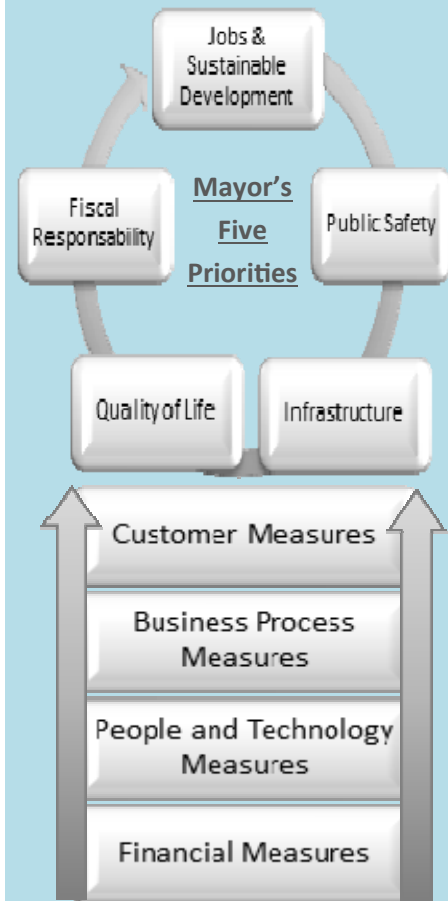 Jobs &
Sustainable
Development
Mayor's
Five
Priorities
Fiscal
Responsability
Public Safety
Quality of Life
Infrastructure
Customer Measures
Business Process
Measures
People and Technology
Measures
Financial Measures